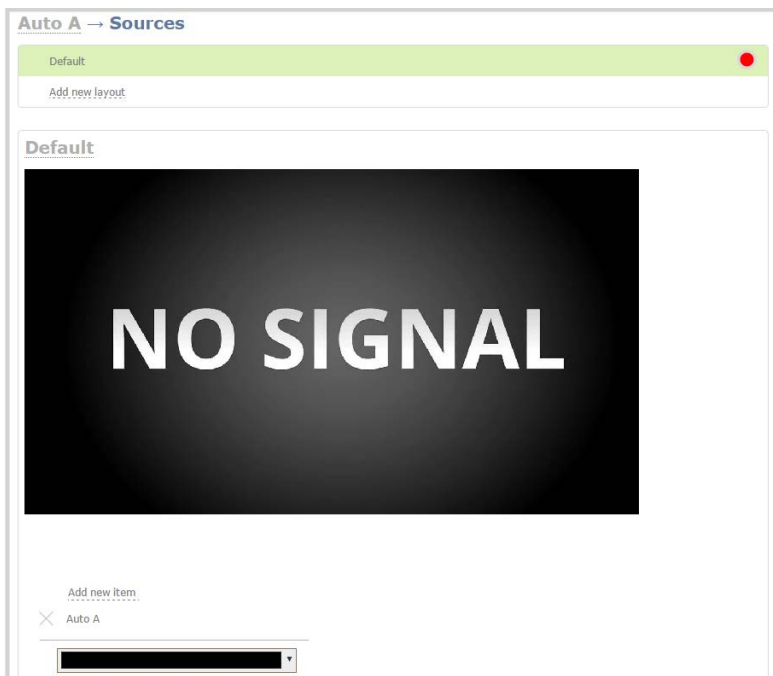 Auto A → Sources
Default
Add new layout
Default
NO SIGNAL
Add new item
Auto A